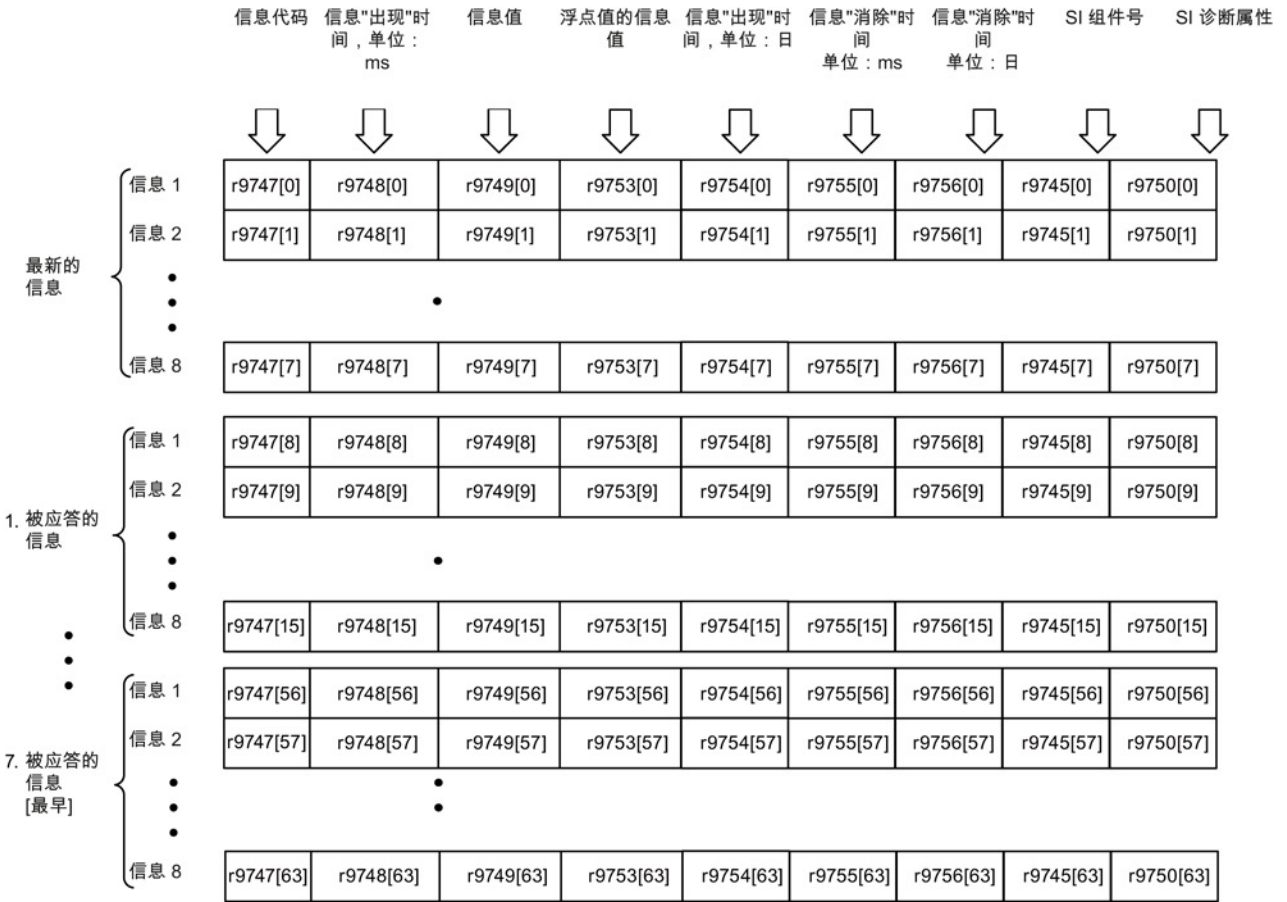 信息代码 信息"出现"时间，单位：ms 信息值 浮点值的信息值 信息"出现"时间，单位：日 信息"消除"时间 单位：ms 信息"消除"时间 单位：日 SI 组件号 SI 诊断属性
最新的信息
信息 1 r9747[0] r9748[0] r9749[0] r9753[0] r9754[0] r9755[0] r9756[0] r9745[0] r9750[0]
信息 2 r9747[1] r9748[1] r9749[1] r9753[1] r9754[1] r9755[1] r9756[1] r9745[1] r9750[1]
信息 8 r9747[7] r9748[7] r9749[7] r9753[7] r9754[7] r9755[7] r9756[7] r9745[7] r9750[7]
1. 被应答的信息
信息 1 r9747[8] r9748[8] r9749[8] r9753[8] r9754[8] r9755[8] r9756[8] r9745[8] r9750[8]
信息 2 r9747[9] r9748[9] r9749[9] r9753[9] r9754[9] r9755[9] r9756[9] r9745[9] r9750[9]
信息 8 r9747[15] r9748[15] r9749[15] r9753[15] r9754[15] r9755[15] r9756[15] r9745[15] r9750[15]
7. 被应答的信息 [最早]
信息 1 r9747[56] r9748[56] r9749[56] r9753[56] r9754[56] r9755[56] r9756[56] r9745[56] r9750[56]
信息 2 r9747[57] r9748[57] r9749[57] r9753[57] r9754[57] r9755[57] r9756[57] r9745[57] r9750[57]
信息 8 r9747[63] r9748[63] r9749[63] r9753[63] r9754[63] r9755[63] r9756[63] r9745[63] r9750[63]